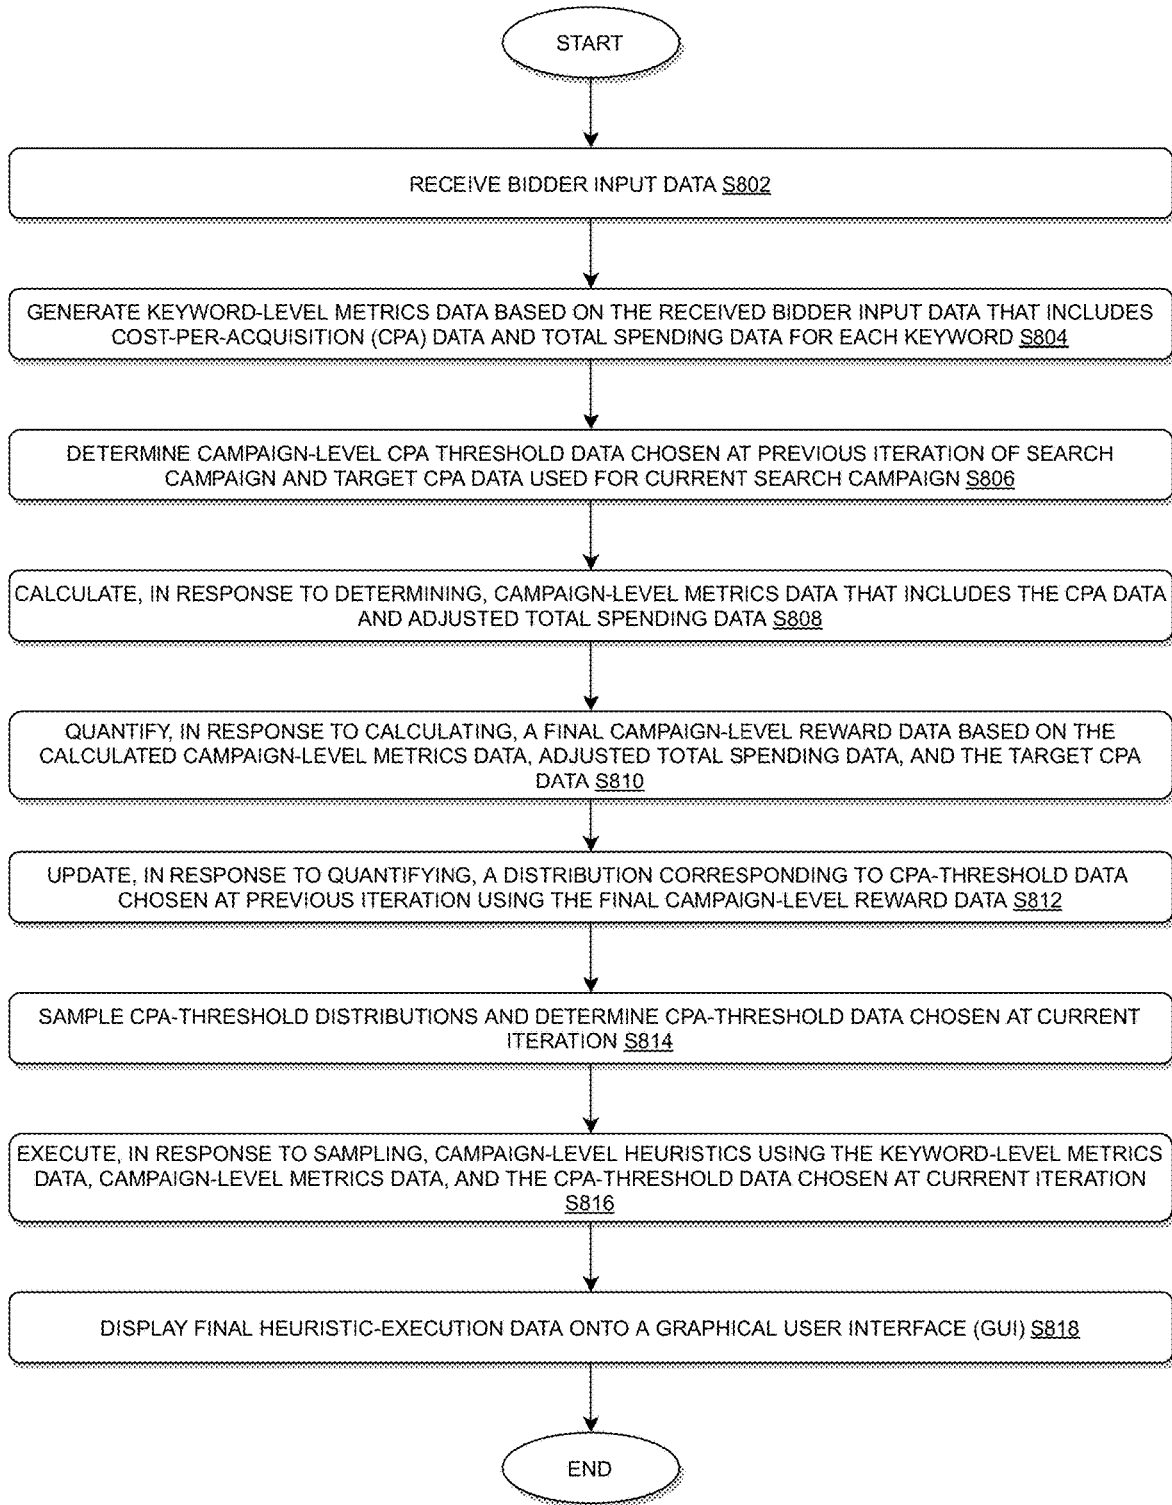 START
RECEIVE BIDDER INPUT DATA S802
GENERATE KEYWORD-LEVEL METRICS DATA BASED ON THE RECEIVED BIDDER INPUT DATA THAT INCLUDES
COST-PER-ACQUISITION (CPA) DATA AND TOTAL SPENDING DATA FOR EACH KEYWORD S804
DETERMINE CAMPAIGN-LEVEL CPA THRESHOLD DATA CHOSEN AT PREVIOUS ITERATION OF SEARCH
CAMPAIGN AND TARGET CPA DATA USED FOR CURRENT SEARCH CAMPAIGN S806
CALCULATE, IN RESPONSE TO DETERMINING, CAMPAIGN-LEVEL METRICS DATA THAT INCLUDES THE CPA DATA
AND ADJUSTED TOTAL SPENDING DATA S808
QUANTIFY, IN RESPONSE TO CALCULATING, A FINAL CAMPAIGN-LEVEL REWARD DATA BASED ON THE
CALCULATED CAMPAIGN-LEVEL METRICS DATA, ADJUSTED TOTAL SPENDING DATA, AND THE TARGET CPA
DATA S810
UPDATE, IN RESPONSE TO QUANTIFYING, A DISTRIBUTION CORRESPONDING TO CPA-THRESHOLD DATA
CHOSEN AT PREVIOUS ITERATION USING THE FINAL CAMPAIGN-LEVEL REWARD DATA S812
SAMPLE CPA-THRESHOLD DISTRIBUTIONS AND DETERMINE CPA-THRESHOLD DATA CHOSEN AT CURRENT
ITERATION S814
EXECUTE, IN RESPONSE TO SAMPLING, CAMPAIGN-LEVEL HEURISTICS USING THE KEYWORD-LEVEL METRICS
DATA, CAMPAIGN-LEVEL METRICS DATA, AND THE CPA-THRESHOLD DATA CHOSEN AT CURRENT ITERATION
S816
DISPLAY FINAL HEURISTIC-EXECUTION DATA ONTO A GRAPHICAL USER INTERFACE (GUI) S818
END